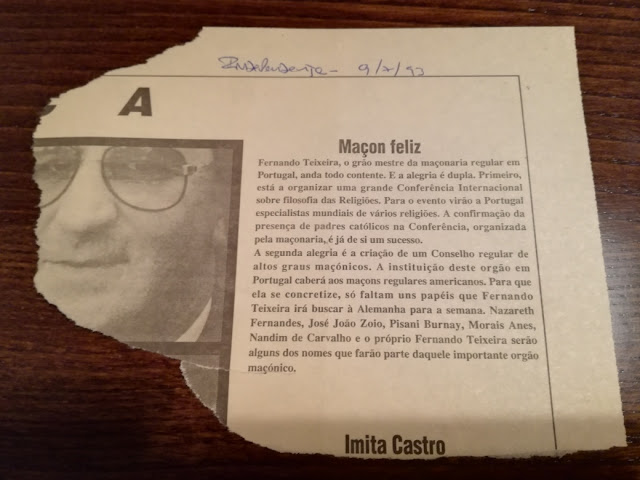 Independente - 9/7/93
A
Maçon feliz
Fernando Teixeira, o grão mestre da maçonaria regular em
Portugal, anda todo contente. E a alegria é dupla. Primeiro,
está a organizar uma grande Conferência Internacional
sobre filosofia das Religiões. Para o evento virão a Portugal
especialistas mundiais de vários religiões. A confirmação da
presença de padres católicos na Conferência, organizada
pela maçonaria, é já de si um sucesso.
A segunda alegria é a criação de um Conselho regular de
altos graus maçónicos. A instituição deste orgão em
Portugal caberá aos maçons regulares americanos. Para que
ela se concretize, só faltam uns papéis que Fernando
Teixeira irá buscar à Alemanha para a semana. Nazareth
Fernandes, José João Zoio, Pisani Burnay, Morais Anes,
Nandim de Carvalho e o próprio Fernando Teixeira serão
alguns dos nomes que farão parte daquele importante orgão
maçónico.
Imita Castro